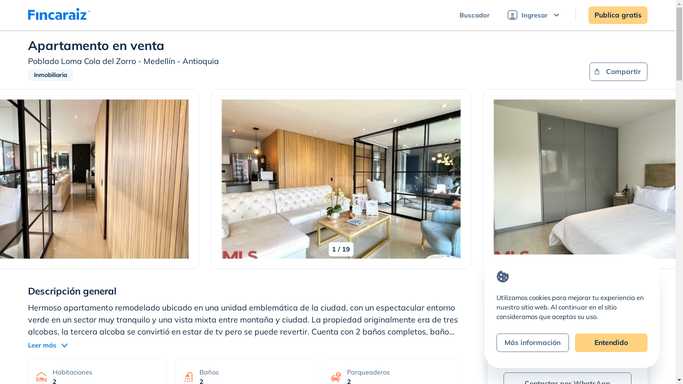 Fincaraiz
Buscador
Ingresar
Publica gratis
Apartamento en venta
Poblado Loma Cola del Zorro - Medellín - Antioquia
Inmobiliaria
Compartir
MLS
1 / 19
MLS
Descripción general
Hermoso apartamento remodelado ubicado en una unidad emblemática de la ciudad, con un espectacular entorno
verde en un sector muy tranquilo y una vista mixta entre montaña y ciudad. La propiedad originalmente era de tres
alcobas, la tercera alcoba se convirtió en estar de tv pero se puede revertir. Cuenta con 2 baños completos, baño...
Leer más
Habitaciones
2
Baños
2
Parqueaderos
2
Utilizamos cookies para mejorar tu experiencia en
nuestro sitio web. Al continuar en el sitio
consideramos que aceptas su uso.
Más información
Entendido
Contactar por WhatsApp